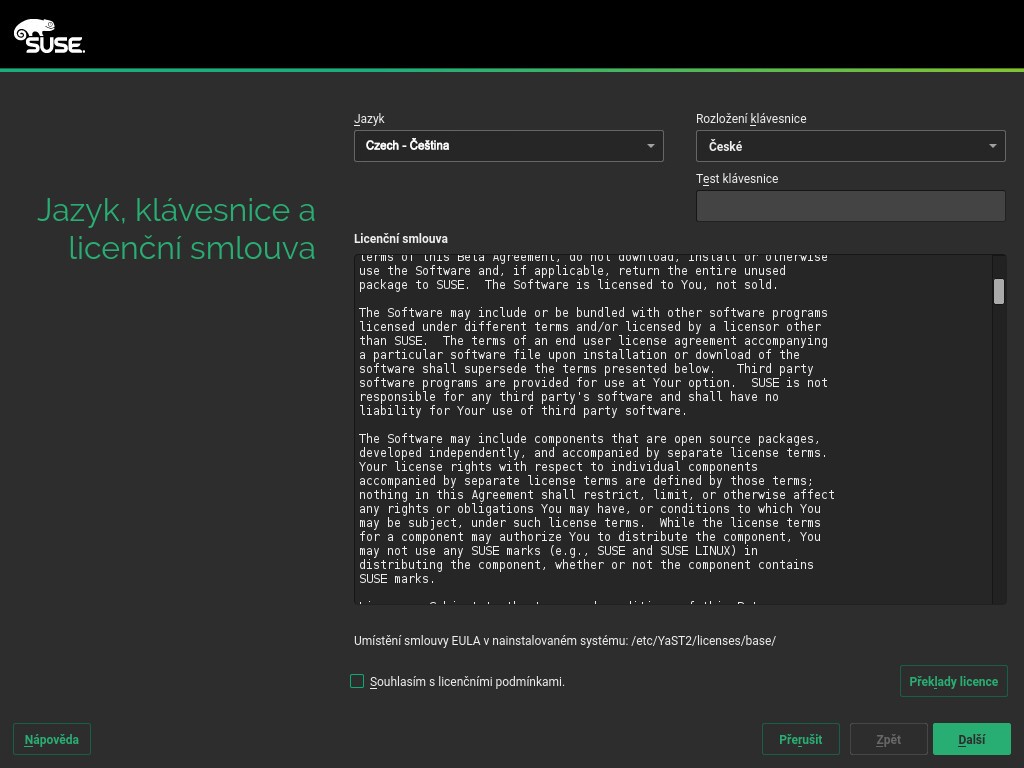 SUSE
Jazyk
Rozložení klávesnice
Czech - Čeština
České
Test klávesnice
Jazyk, klávesnice a
licenční smlouva
Licenční smlouva
terms of this Beta Agreement, do not download, install or otherwise
use the Software and, if applicable, return the entire unused
package to SUSE.  The Software is licensed to You, not sold.
The Software may include or be bundled with other software programs
licensed under different terms and/or licensed by a licensor other
than SUSE.  The terms of an end user license agreement accompanying
a particular software file upon installation or download of the
software shall supersede the terms presented below.   Third party
software programs are provided for use at Your option.  SUSE is not
responsible for any third party's software and shall have no
liability for Your use of third party software.
The Software may include components that are open source packages,
developed independently, and accompanied by separate license terms.
Your license rights with respect to individual components
accompanied by separate license terms are defined by those terms;
nothing in this Agreement shall restrict, limit, or otherwise affect
any rights or obligations You may have, or conditions to which You
may be subject, under such license terms.  While the license terms
for a component may authorize You to distribute the component, You
may not use any SUSE marks (e.g., SUSE and SUSE LINUX) in
distributing the component, whether or not the component contains
SUSE marks.
Umístění smlouvy EULA v nainstalovaném systému: /etc/YaST2/licenses/base/
Souhlasím s licenčními podmínkami.
Překlady licence
Nápověda
Přerušit
Zpět
Další